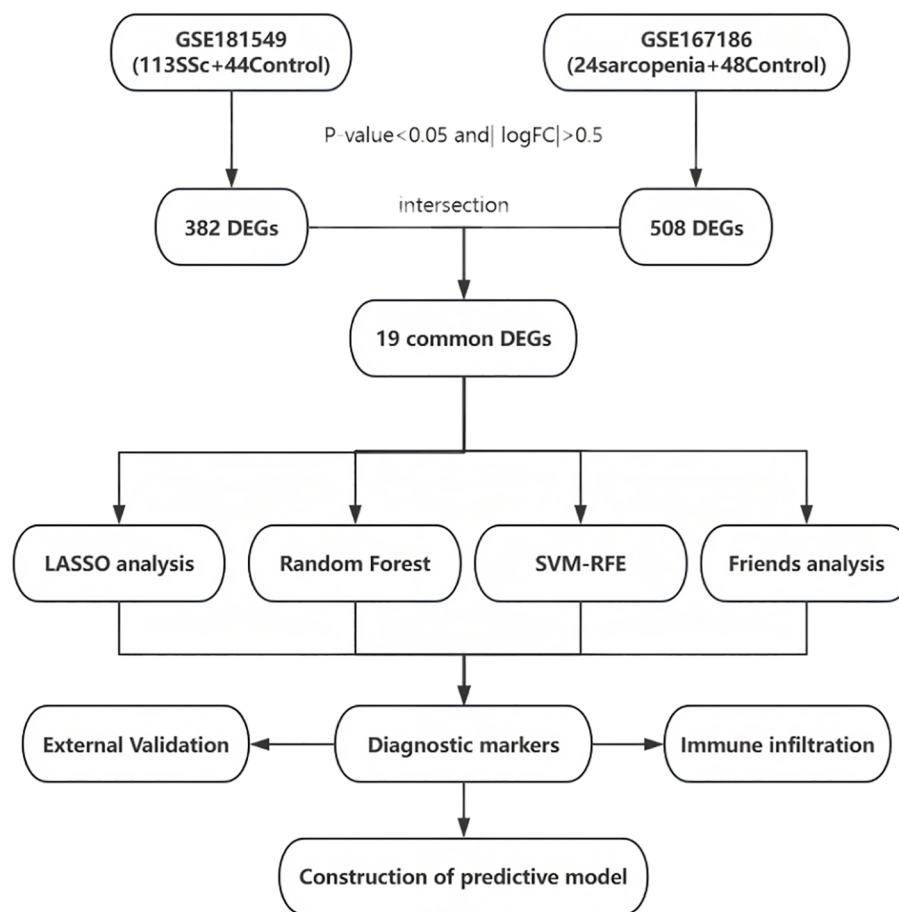 GSE181549
(113SSc+44Control)
GSE167186
(24sarcopenia+48Control)
P-value<0.05 and| logFC|>0.5
382 DEGs
intersection
508 DEGs
19 common DEGs
LASSO analysis
Random Forest
SVM-RFE
Friends analysis
External Validation
Diagnostic markers
Immune infiltration
Construction of predictive model